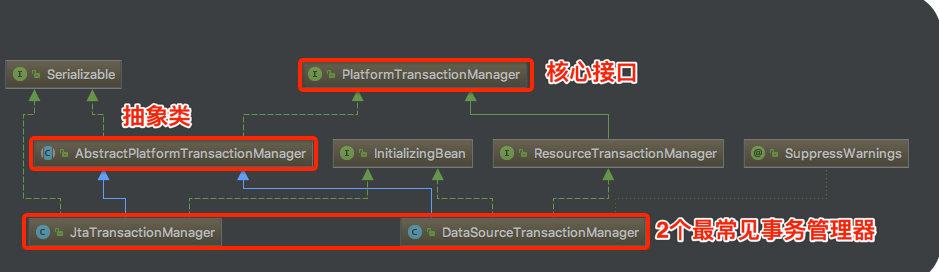 Serializable
PlatformTransactionManager
核心接口
抽象类
AbstractPlatformTransactionManager
InitializingBean
ResourceTransactionManager
SuppressWarnings
JtaTransactionManager
DataSourceTransactionManager
2个最常见事务管理器